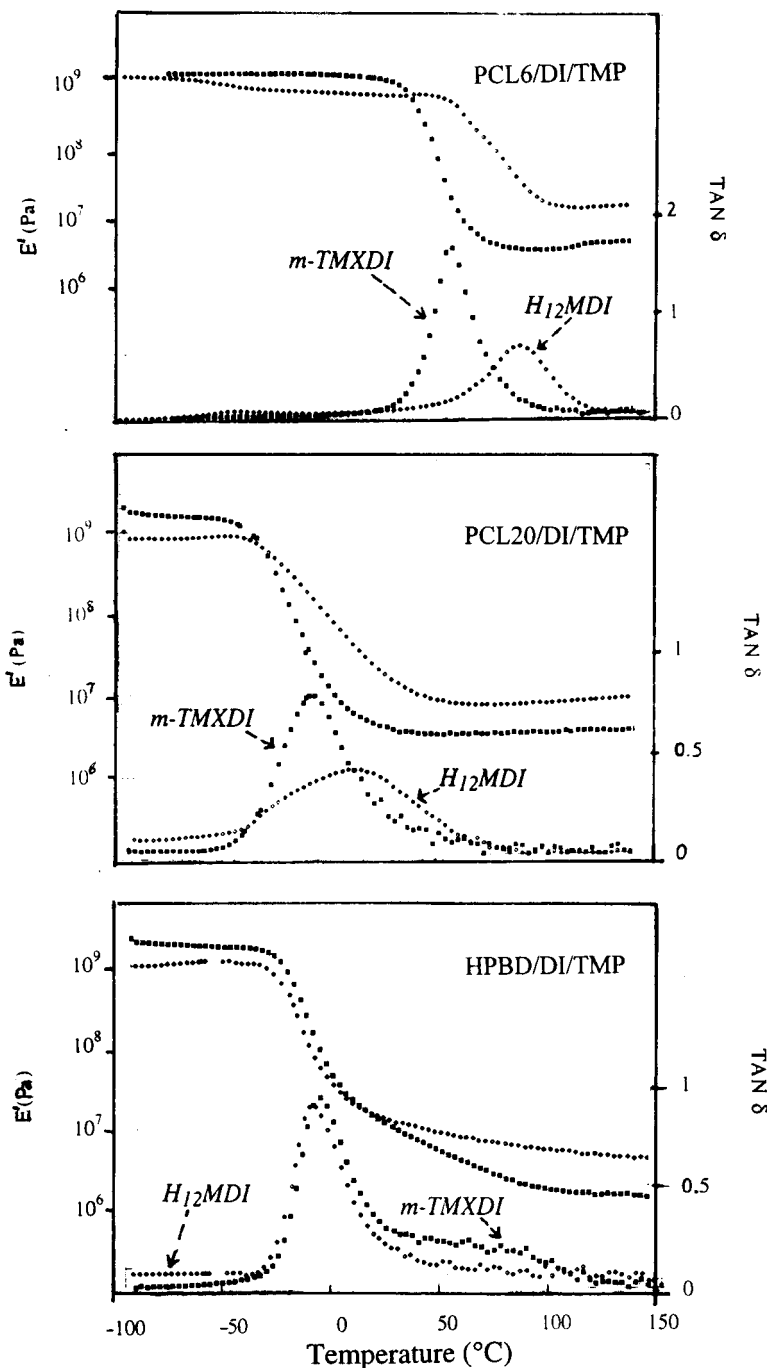 PCL6/DI/TMP
10⁹
10⁸
10⁷
10⁶
E' (Pa)
m-TMXDI
H₁₂MDI
2
1
0
TAN δ
PCL20/DI/TMP
10⁹
10⁸
10⁷
10⁶
E' (Pa)
m-TMXDI
H₁₂MDI
1
0.5
0
TAN δ
HPBD/DI/TMP
10⁹
10⁸
10⁷
10⁶
E' (Pa)
H₁₂MDI
m-TMXDI
1
0.5
0
TAN δ
-100 -50 0 50 100 150
Temperature (°C)